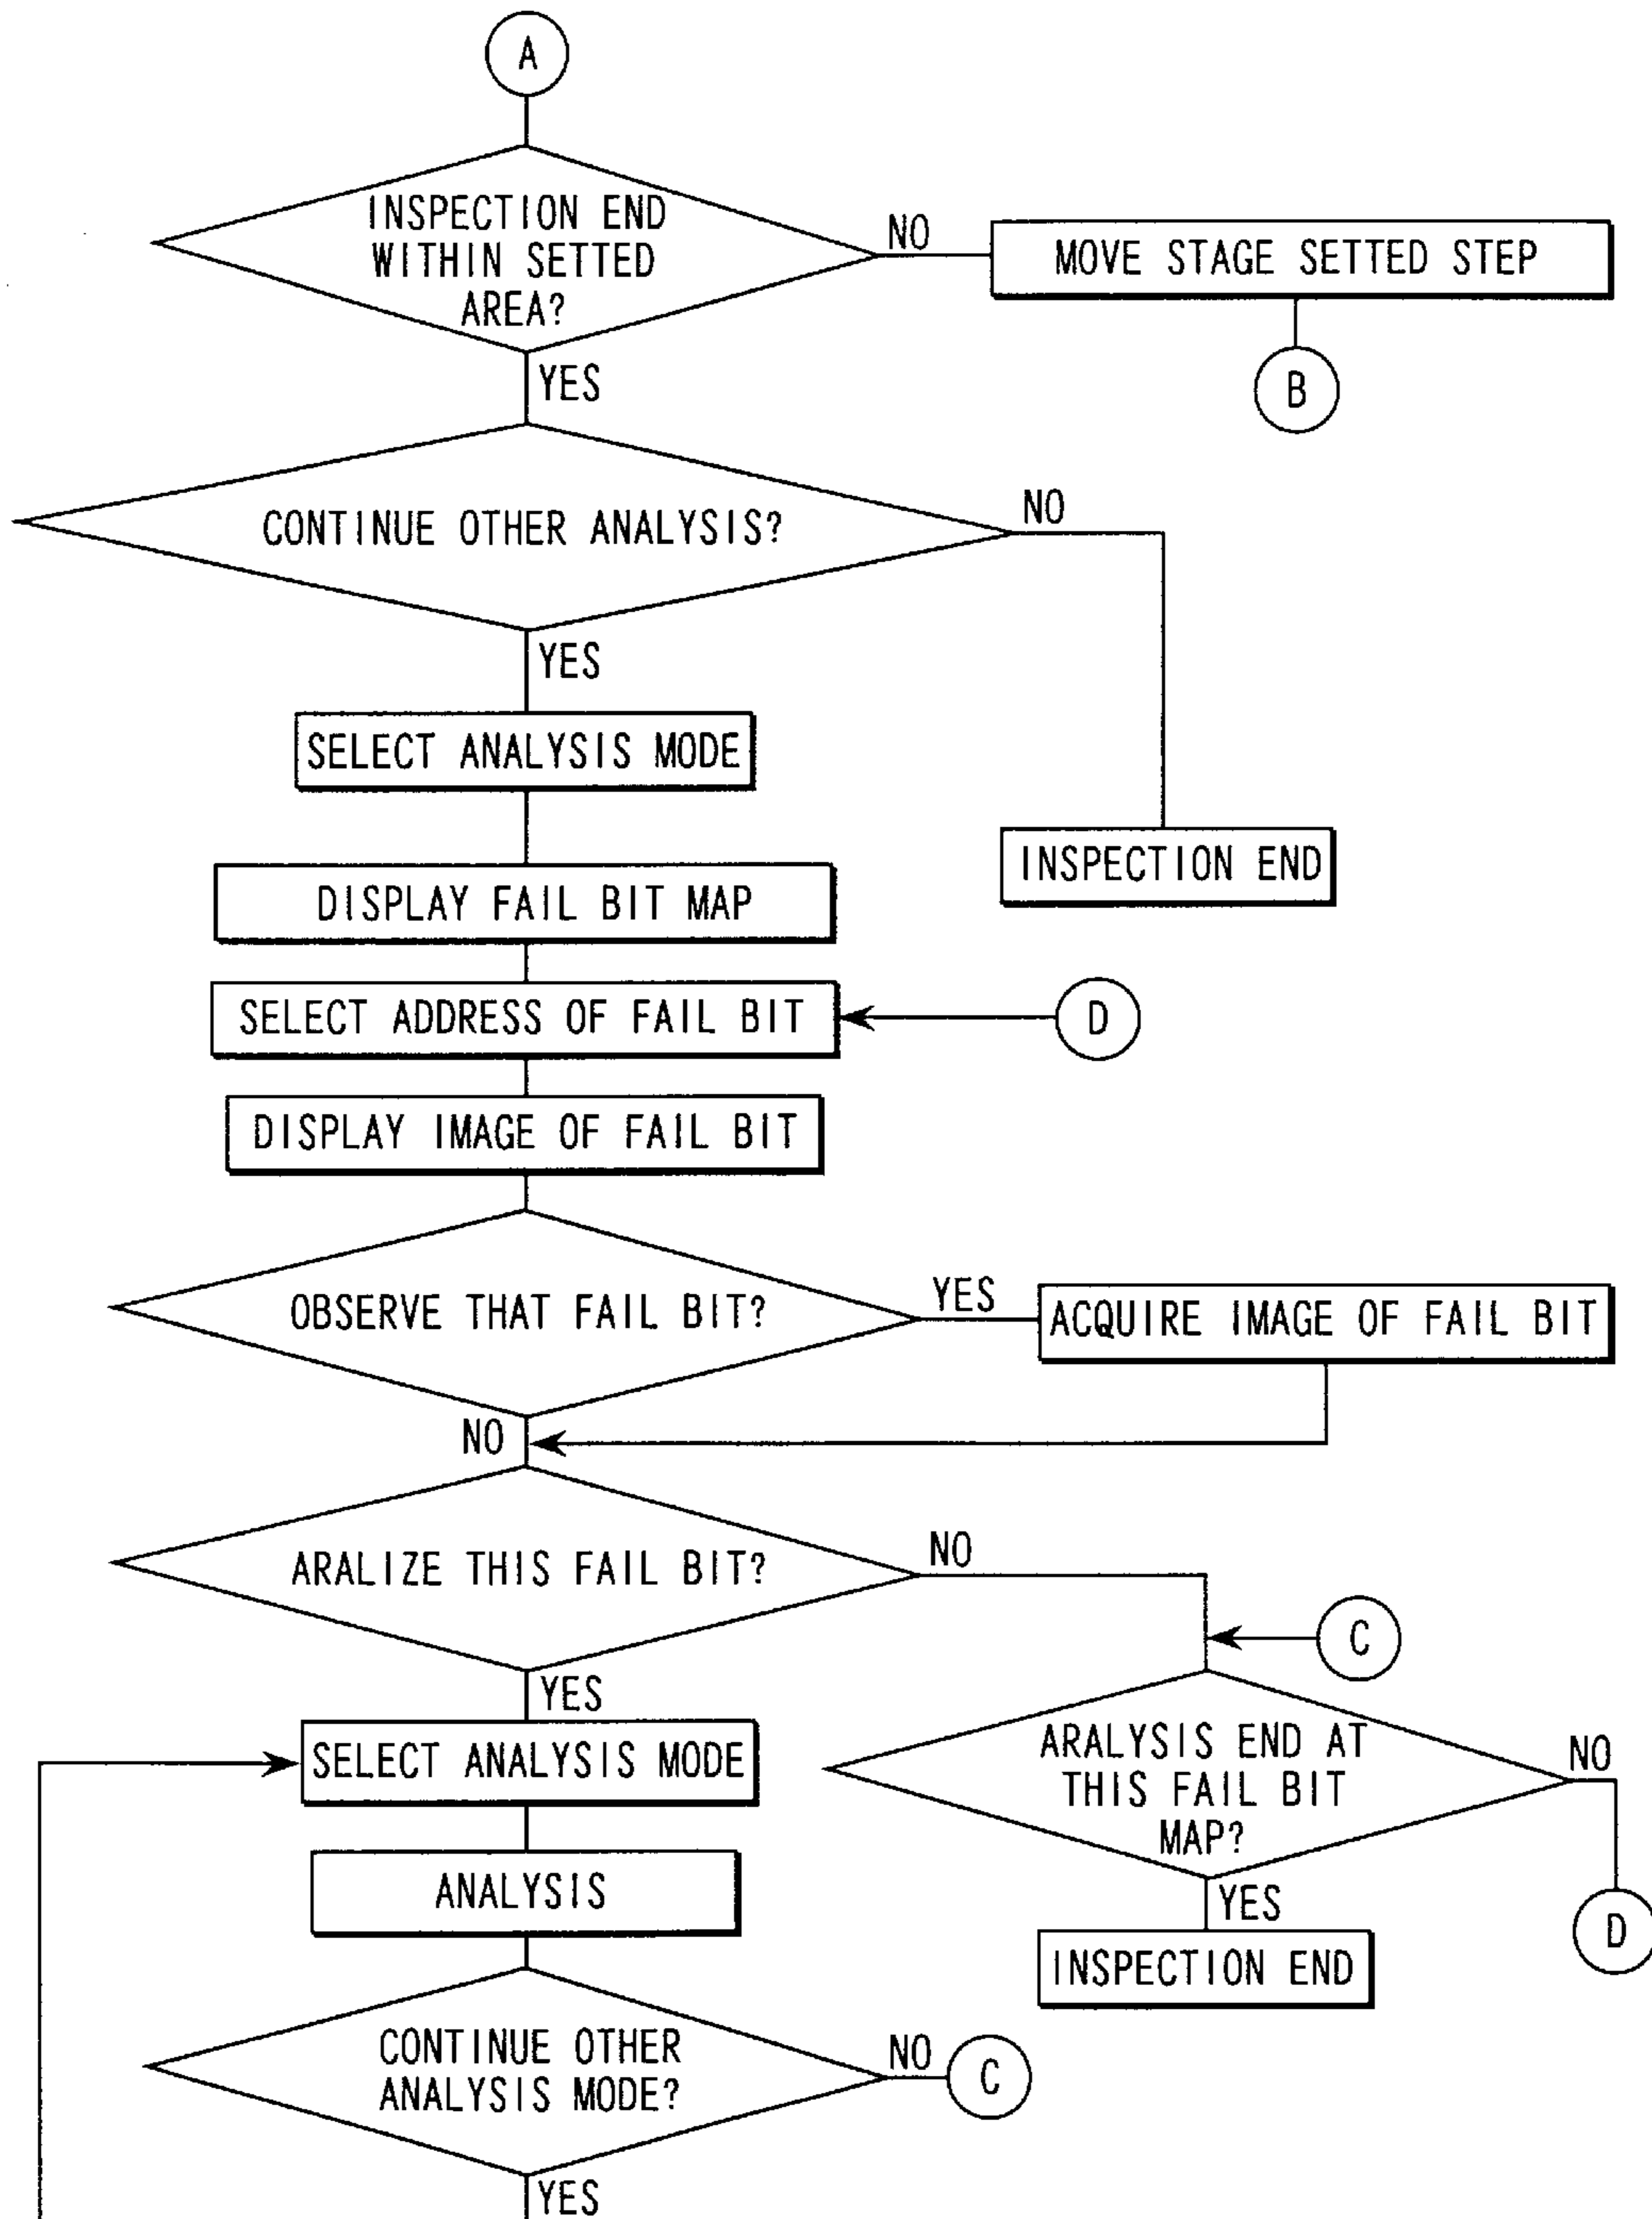 A
INSPECTION END
WITHIN SETTED
AREA?
NO
MOVE STAGE SETTED STEP
B
YES
CONTINUE OTHER ANALYSIS?
NO
YES
SELECT ANALYSIS MODE
INSPECTION END
DISPLAY FAIL BIT MAP
SELECT ADDRESS OF FAIL BIT
D
DISPLAY IMAGE OF FAIL BIT
OBSERVE THAT FAIL BIT?
YES
ACQUIRE IMAGE OF FAIL BIT
NO
ARALIZE THIS FAIL BIT?
NO
C
YES
SELECT ANALYSIS MODE
ARALYSIS END AT
THIS FAIL BIT
MAP?
NO
D
ANALYSIS
YES
INSPECTION END
CONTINUE OTHER
ANALYSIS MODE?
NO
C
YES